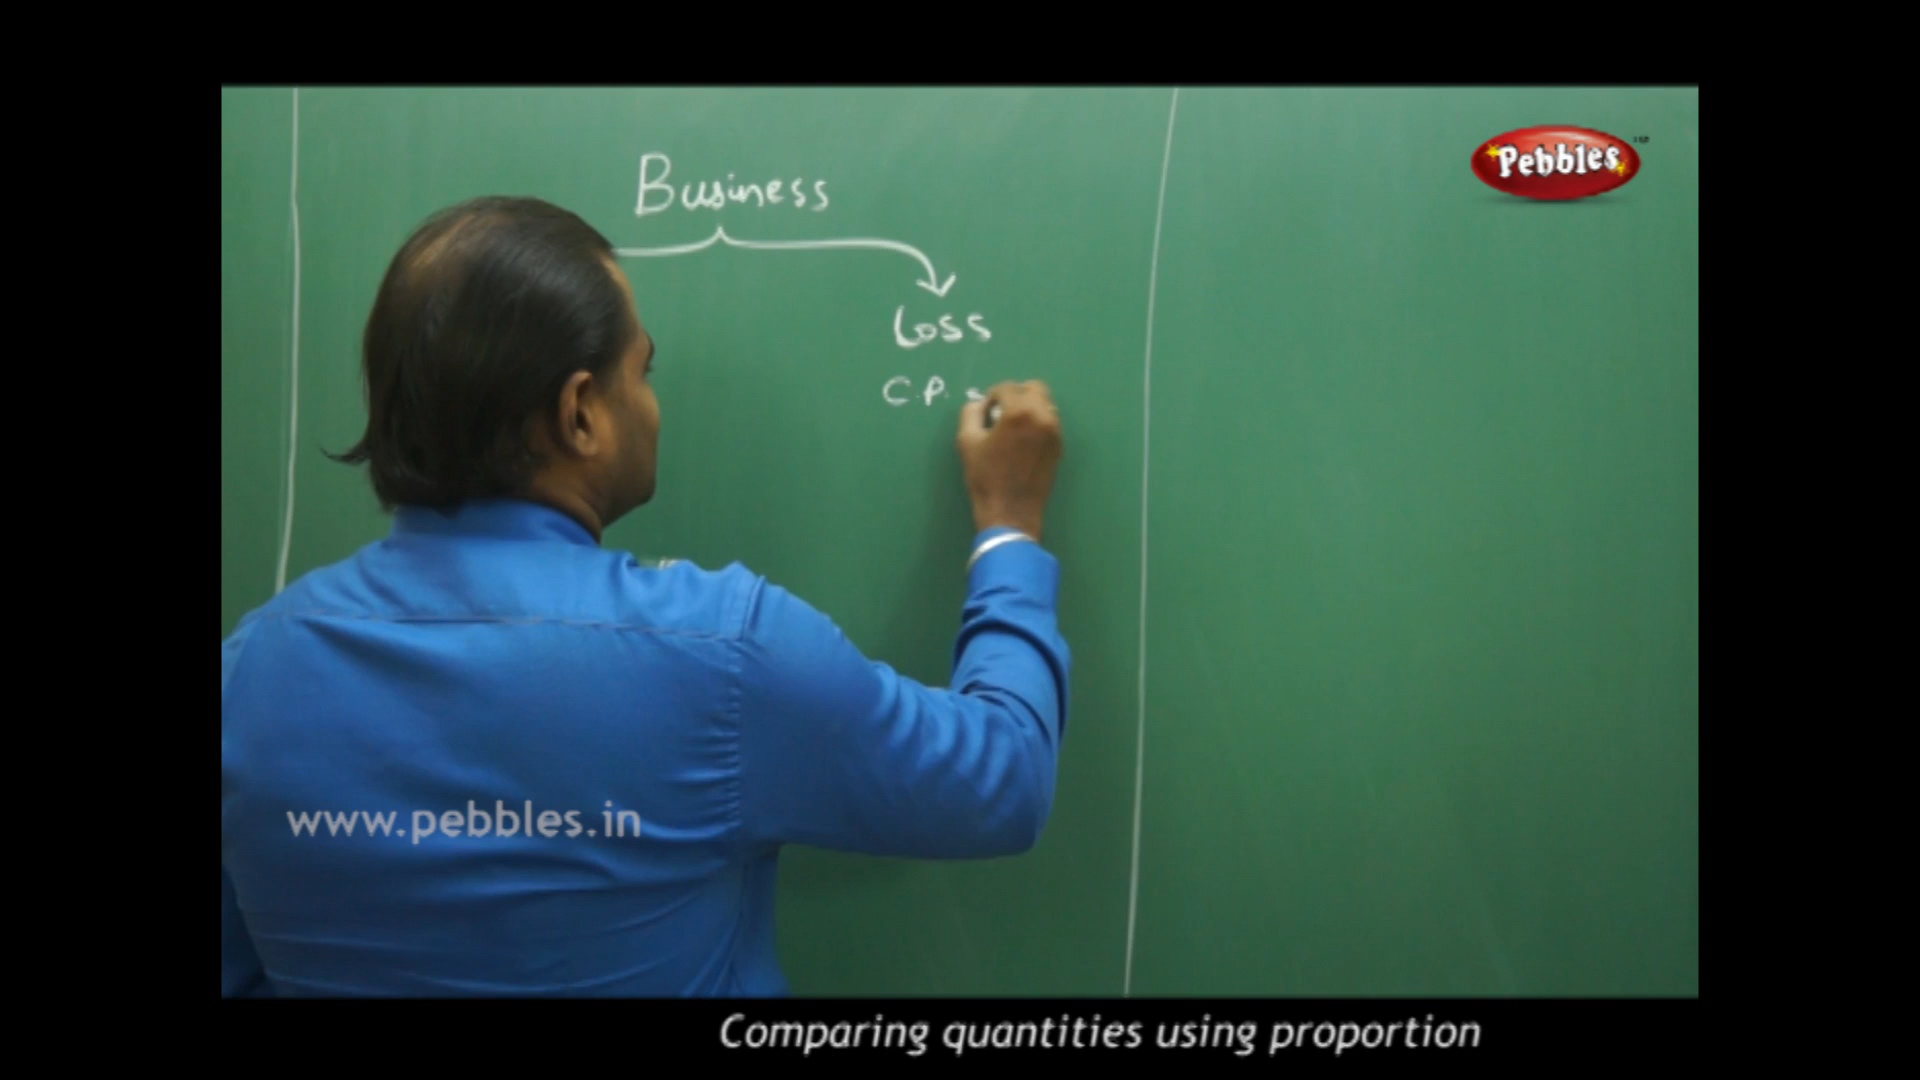 Business
Pebbles
Loss
C.P.
www.pebbles.in
Comparing quantities using proportion